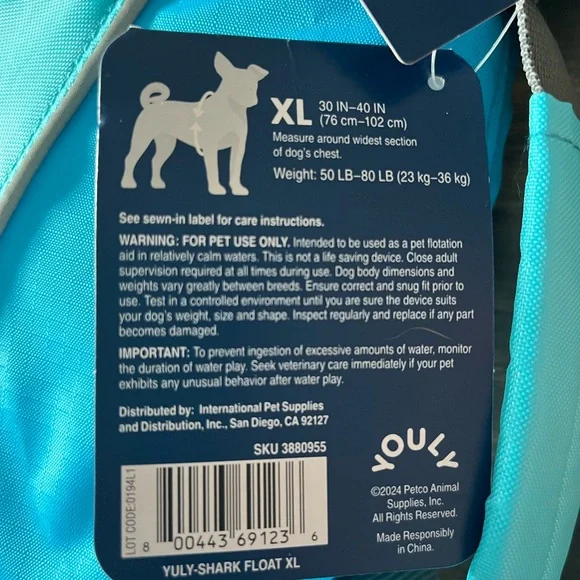 XL 30 IN–40 IN
(76 cm–102 cm)
Measure around widest section
of dog's chest.
Weight: 50 LB–80 LB (23 kg–36 kg)
See sewn-in label for care instructions.
WARNING: FOR PET USE ONLY. Intended to be used as a pet flotation
aid in relatively calm waters. This is not a life saving device. Close adult
supervision required at all times during use. Dog body dimensions and
weights vary greatly between breeds. Ensure correct and snug fit prior to
use. Test in a controlled environment until you are sure the device suits
your dog's weight, size and shape. Inspect regularly and replace if any part
becomes damaged.
IMPORTANT: To prevent ingestion of excessive amounts of water, monitor
the duration of water play. Seek veterinary care immediately if your pet
exhibits any unusual behavior after water play.
Distributed by: International Pet Supplies
and Distribution, Inc., San Diego, CA 92127
SKU 3880955
LOT CODE:0194L1
8 00443 69123 6
YULY-SHARK FLOAT XL
YOULY
©2024 Petco Animal
Supplies, Inc.
All Rights Reserved.
Made Responsibly
in China.